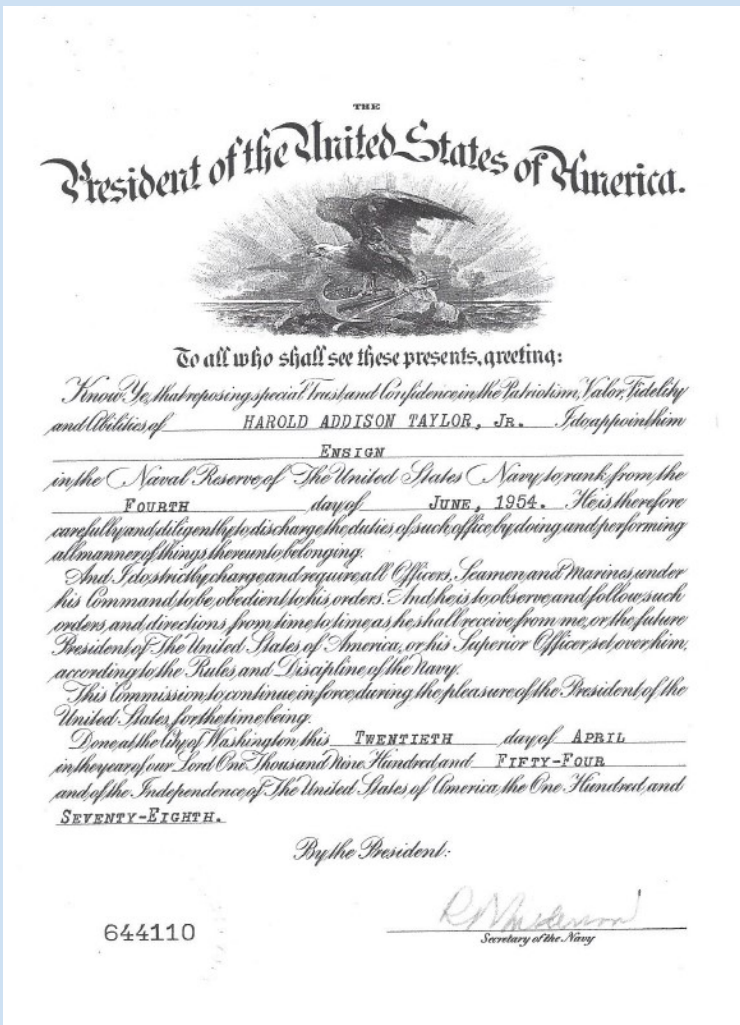 THE
President of the United States of America.
To all who shall see these presents, greeting:
Know Ye, that reposing special Trust and Confidence in the Patriotism, Valor, Fidelity
and Abilities of HAROLD ADDISON TAYLOR, JR. I do appoint him
ENSIGN
in the Naval Reserve of The United States Navy to rank from the
FOURTH day of JUNE, 1954. He is therefore
carefully and diligently to discharge the duties of such office by doing and performing
all manner of things thereunto belonging.
And I do strictly charge and require all Officers, Seamen and Marines under
his Command to be obedient to his orders. And he is to observe and follow such
orders and directions from time to time as he shall receive from me, or the future
President of The United States of America, or his Superior Officer set over him,
according to the Rules and Discipline of the Navy.
This Commission to continue in force during the pleasure of the President of the
United States, for the time being.
Done at the City of Washington this TWENTIETH day of APRIL
in the year of our Lord One Thousand Nine Hundred and FIFTY-FOUR
and of the Independence of The United States of America the One Hundred and
SEVENTY-EIGHTH.
By the President:
R B Anderson
644110
Secretary of the Navy